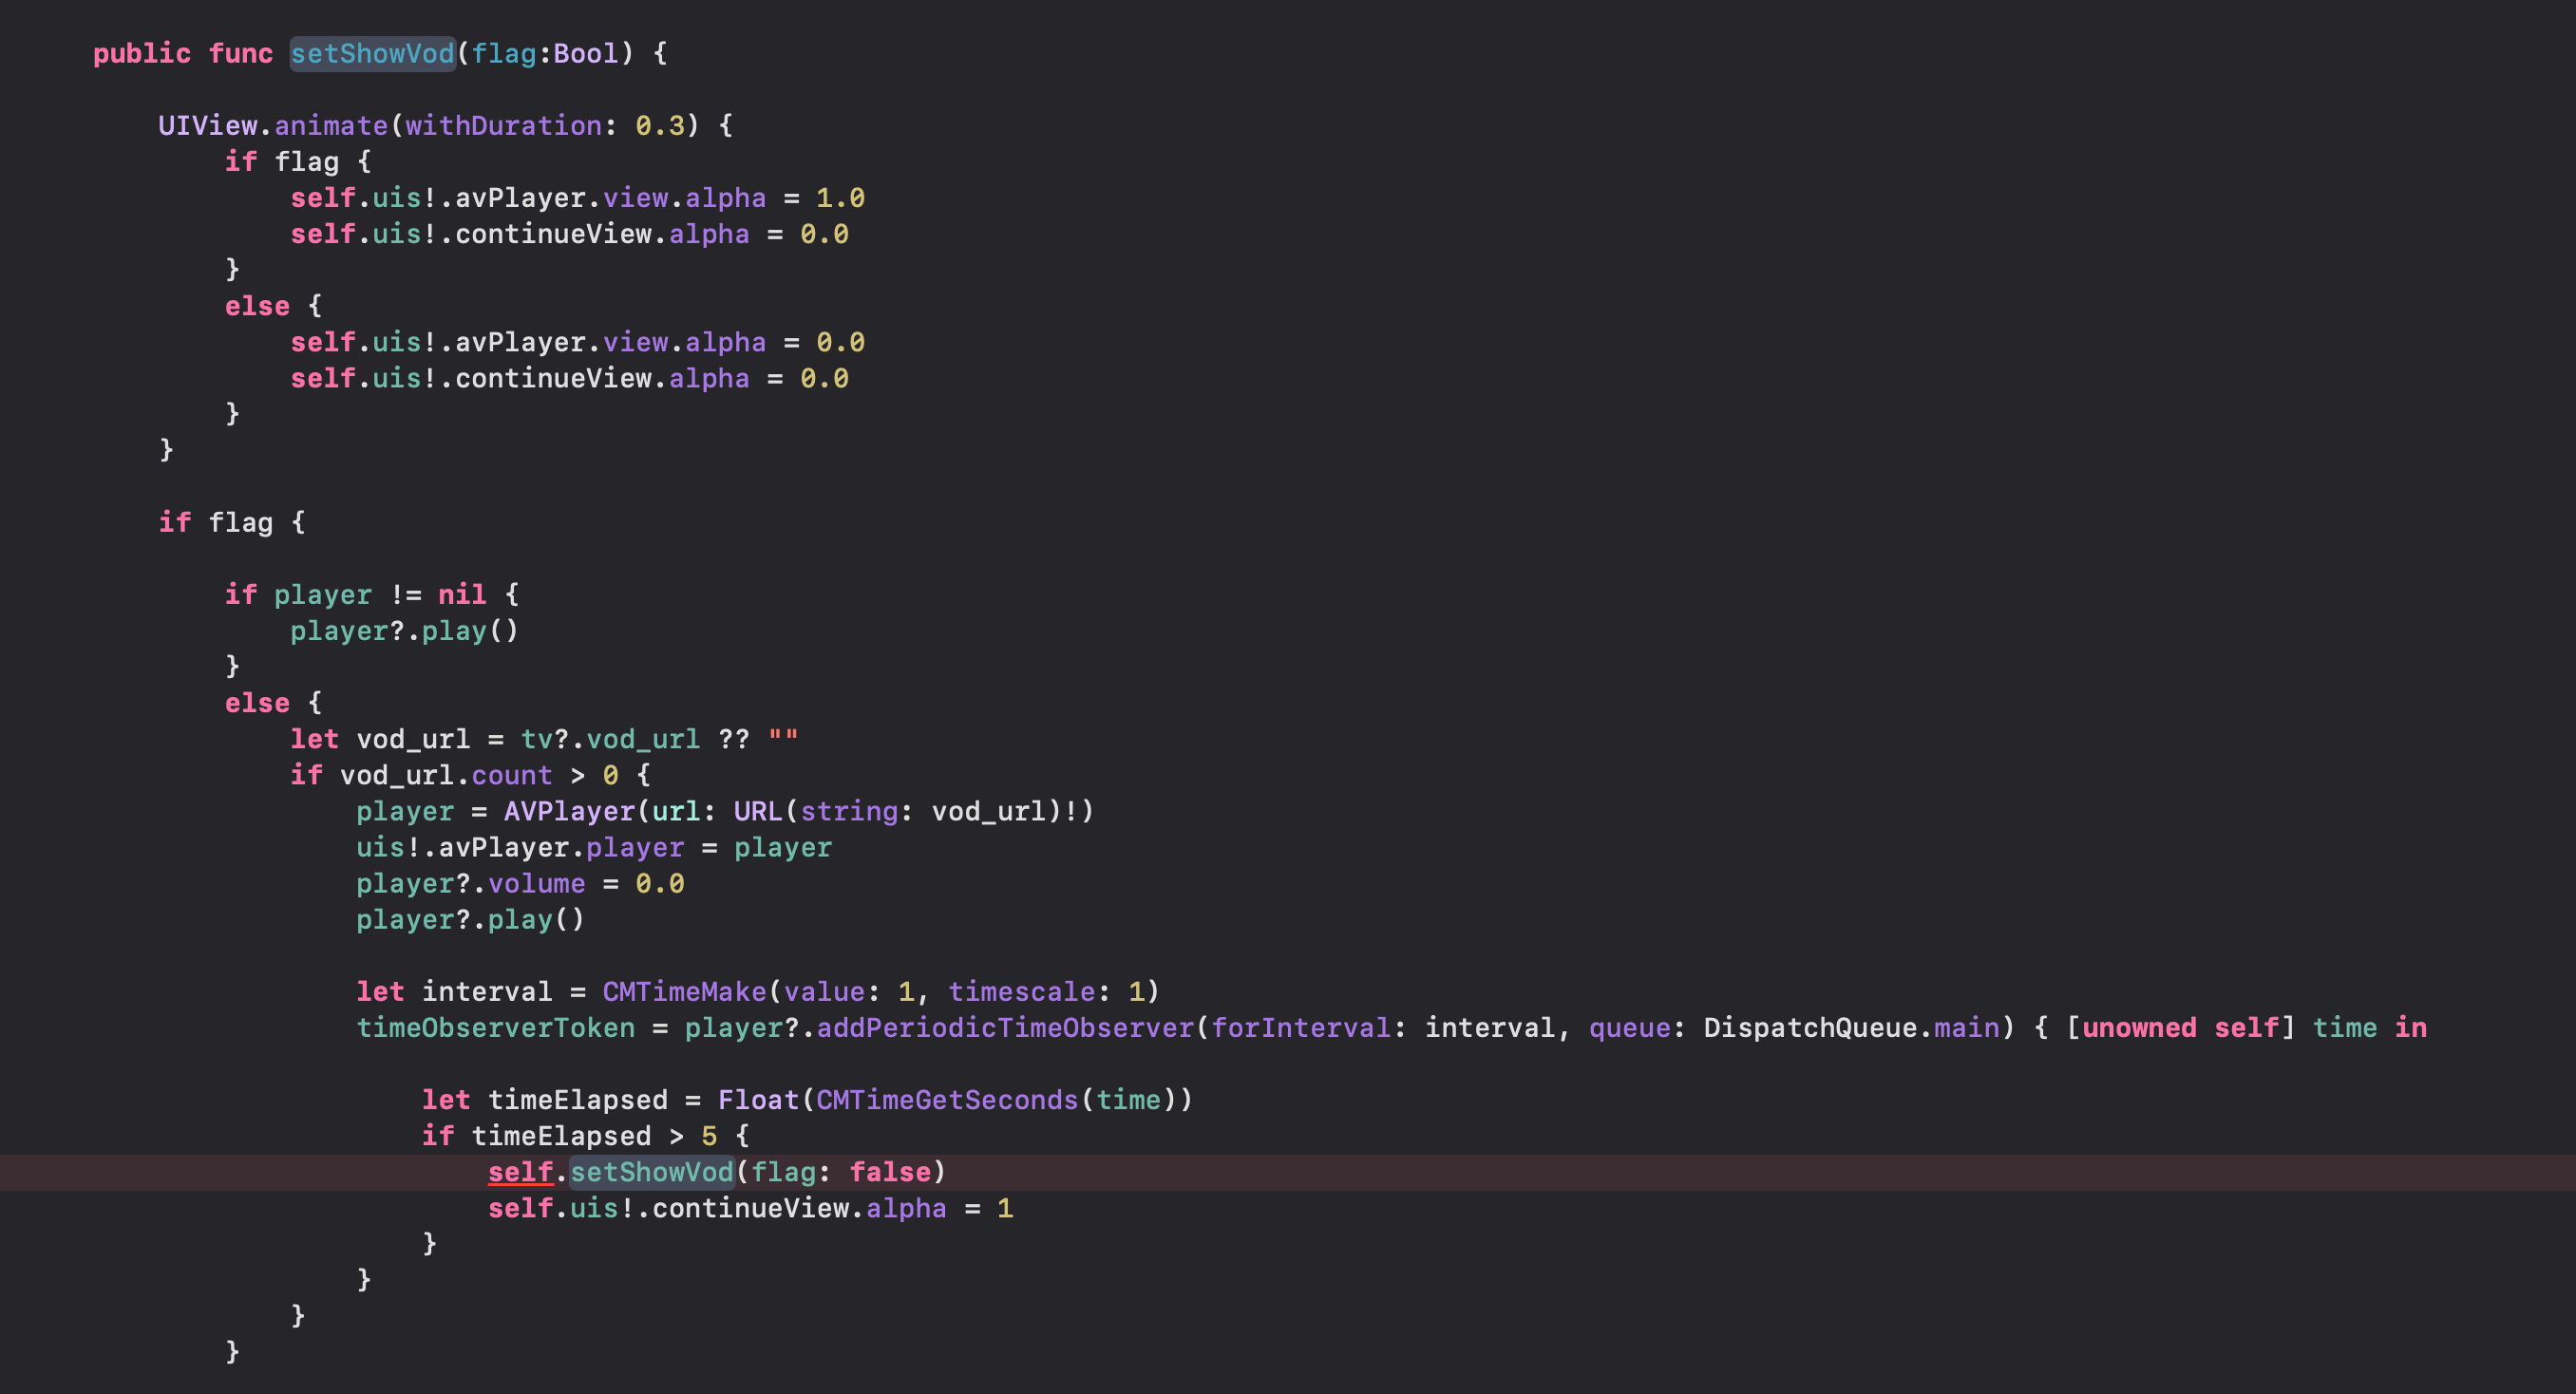 public func setShowVod(flag:Bool) {
UIView.animate(withDuration: 0.3) {
if flag {
self.uis!.avPlayer.view.alpha = 1.0
self.uis!.continueView.alpha = 0.0
}
else {
self.uis!.avPlayer.view.alpha = 0.0
self.uis!.continueView.alpha = 0.0
}
}
if flag {
if player != nil {
player?.play()
}
else {
let vod_url = tv?.vod_url ?? ""
if vod_url.count > 0 {
player = AVPlayer(url: URL(string: vod_url)!)
uis!.avPlayer.player = player
player?.volume = 0.0
player?.play()
let interval = CMTimeMake(value: 1, timescale: 1)
timeObserverToken = player?.addPeriodicTimeObserver(forInterval: interval, queue: DispatchQueue.main) { [unowned self] time in
let timeElapsed = Float(CMTimeGetSeconds(time))
if timeElapsed > 5 {
self.setShowVod(flag: false)
self.uis!.continueView.alpha = 1
}
}
}
}